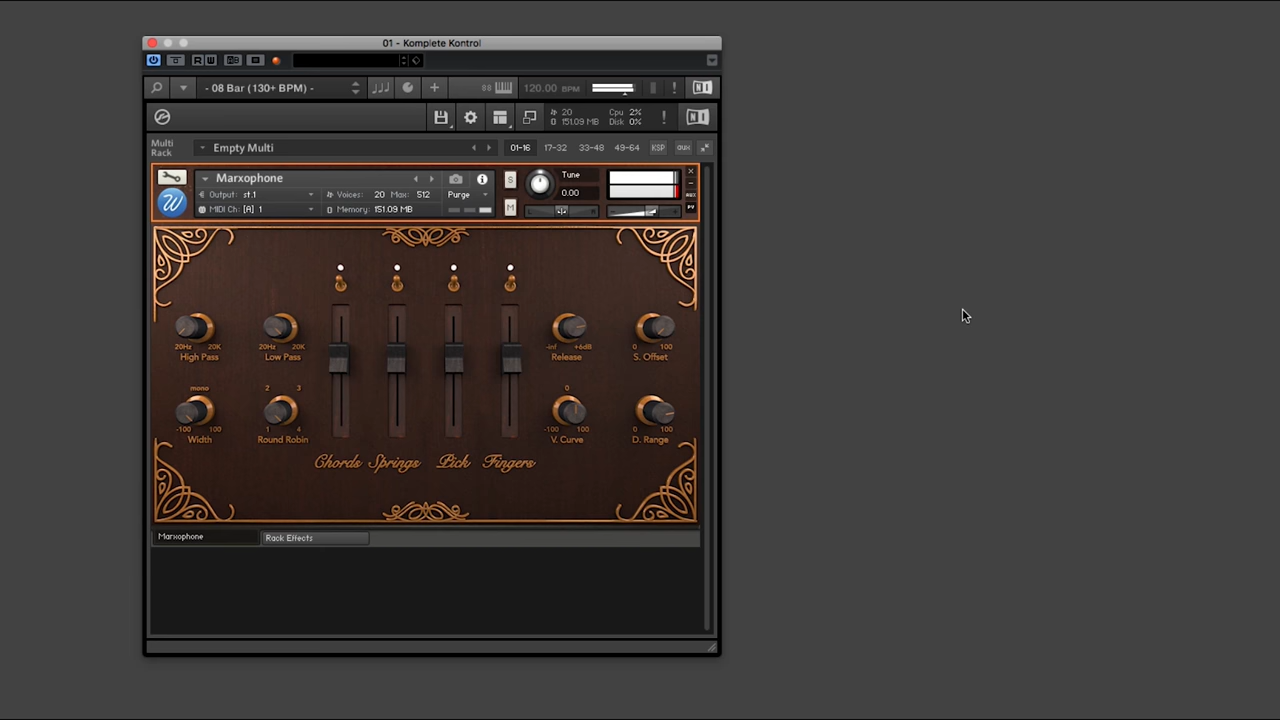 01 - Komplete Kontrol
R W
- 08 Bar (130+ BPM) -
88
120.00 BPM
!
20
151.09 MB
Cpu 2%
Disk 0%
!
Multi Rack
Empty Multi
01-16 17-32 33-48 49-64 KSP AUX
Marxophone
Output: st.1
Voices: 20 Max: 512
Purge
MIDI Ch: [A] 1
Memory: 151.09 MB
S
M
Tune
0.00
AUX
PV
W
20Hz 20K
High Pass
20Hz 20K
Low Pass
-inf +6dB
Release
0 100
S. Offset
mono
-100 100
Width
2 3
1 4
Round Robin
0
-100 100
V. Curve
0 100
D. Range
Chords Springs Pick Fingers
Marxophone
Rack Effects